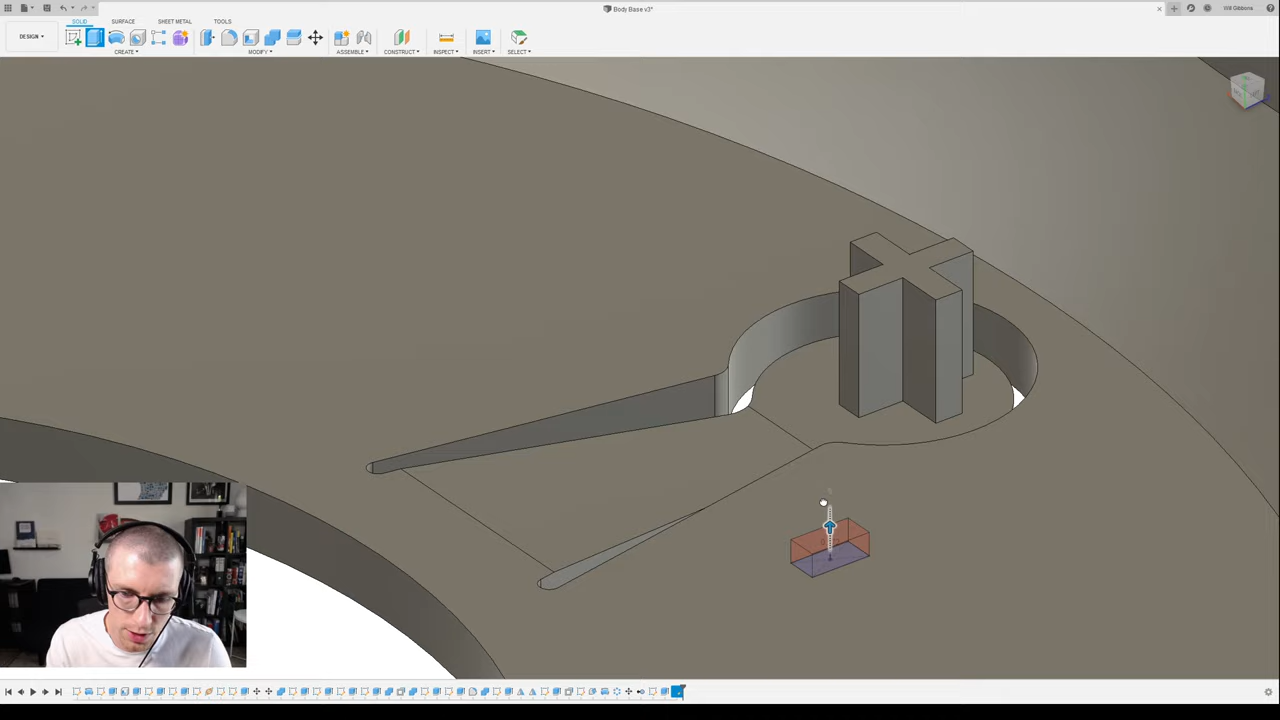 Body Base v3*
Will Gibbons
DESIGN
SOLID
SURFACE
SHEET METAL
TOOLS
CREATE
MODIFY
ASSEMBLE
CONSTRUCT
INSPECT
INSERT
SELECT